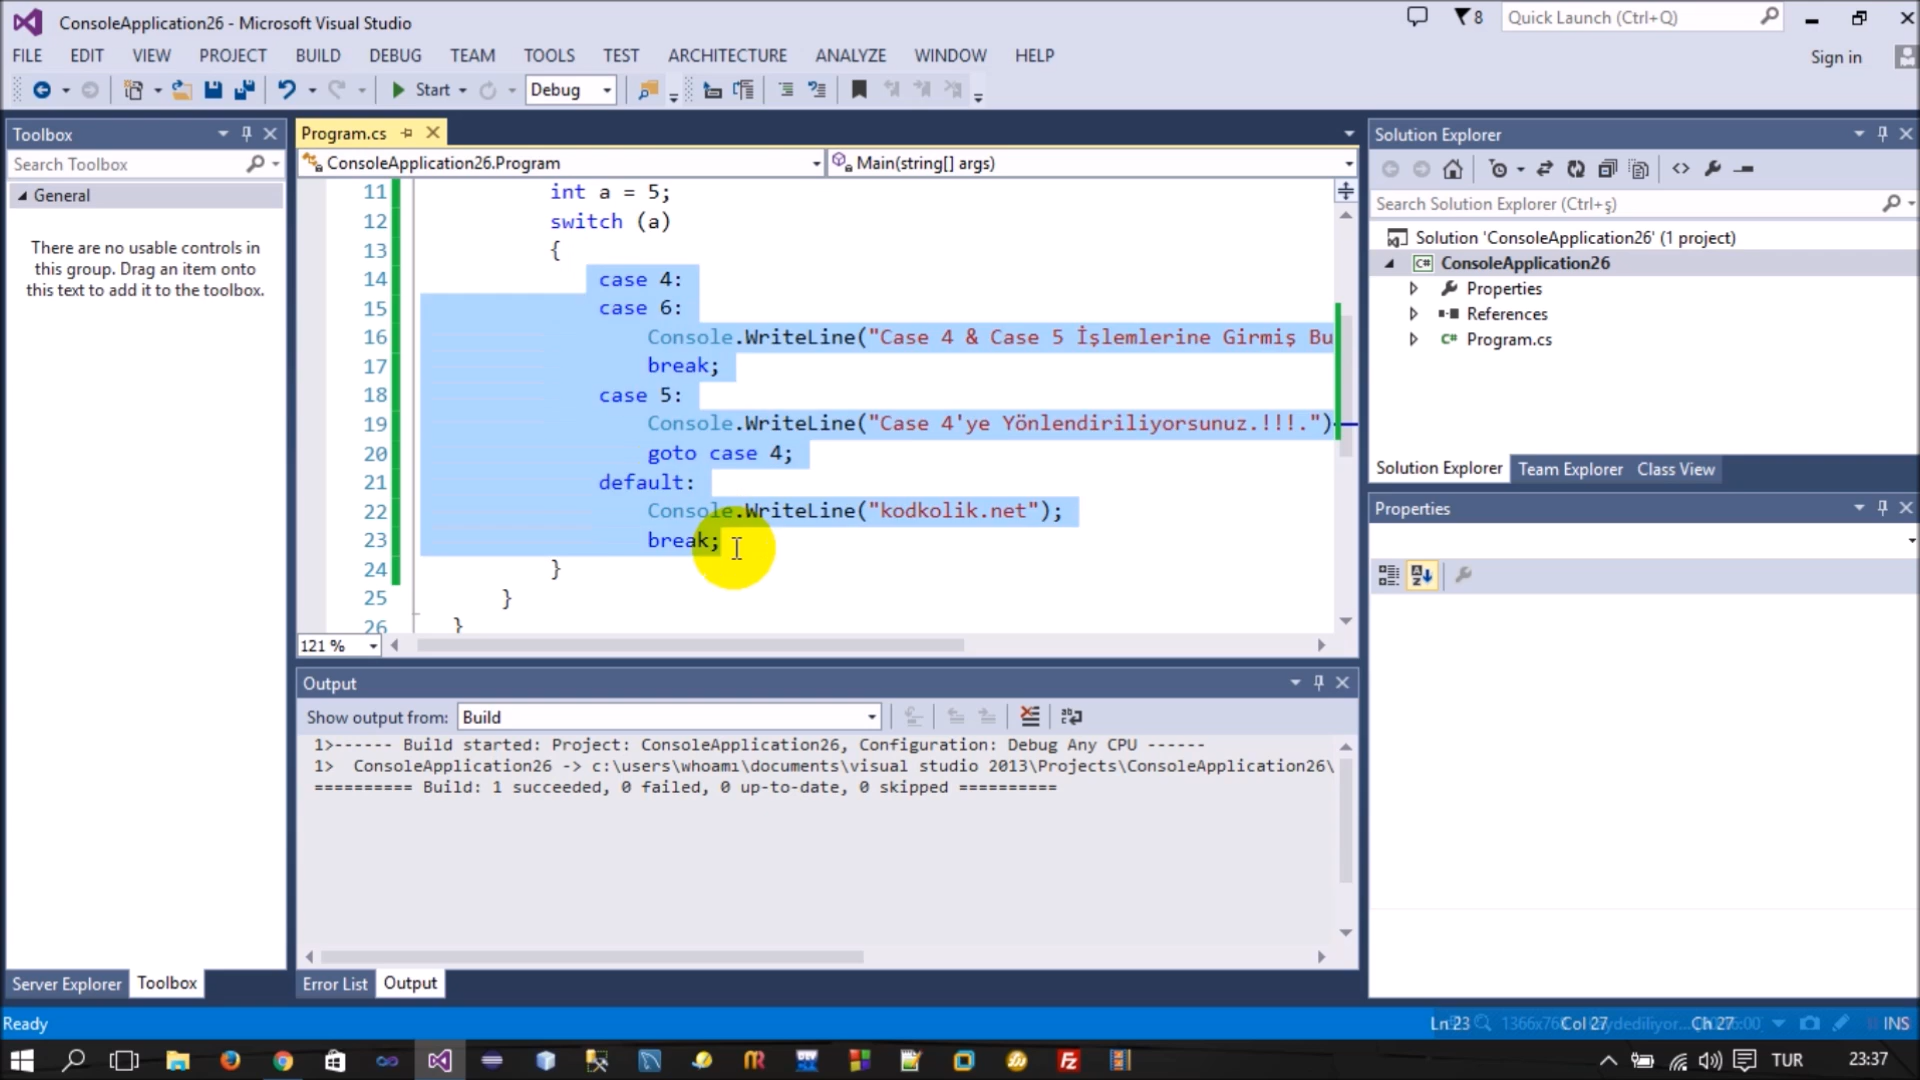 ConsoleApplication26 - Microsoft Visual Studio
8
Quick Launch (Ctrl+Q)
FILE EDIT VIEW PROJECT BUILD DEBUG TEAM TOOLS TEST ARCHITECTURE ANALYZE WINDOW HELP
Sign in
Start
Debug
Toolbox
Search Toolbox
General
There are no usable controls in
this group. Drag an item onto
this text to add it to the toolbox.
Server Explorer
Toolbox
Program.cs
ConsoleApplication26.Program
Main(string[] args)
11 int a = 5;
12 switch (a)
13 {
14 case 4:
15 case 6:
16 Console.WriteLine("Case 4 & Case 5 İşlemlerine Girmiş Bu
17 break;
18 case 5:
19 Console.WriteLine("Case 4'ye Yönlendiriliyorsunuz.!!!.")
20 goto case 4;
21 default:
22 Console.WriteLine("kodkolik.net");
23 break;
24 }
25 }
26 }
121 %
Output
Show output from: Build
1>------ Build started: Project: ConsoleApplication26, Configuration: Debug Any CPU ------
1>  ConsoleApplication26 -> c:\users\whoamı\documents\visual studio 2013\Projects\ConsoleApplication26\
========== Build: 1 succeeded, 0 failed, 0 up-to-date, 0 skipped ==========
Error List
Output
Solution Explorer
Search Solution Explorer (Ctrl+ş)
Solution 'ConsoleApplication26' (1 project)
C# ConsoleApplication26
Properties
References
C# Program.cs
Solution Explorer Team Explorer Class View
Properties
Ready
Ln 23
Col 27
Ch 27
INS
TUR
23:37